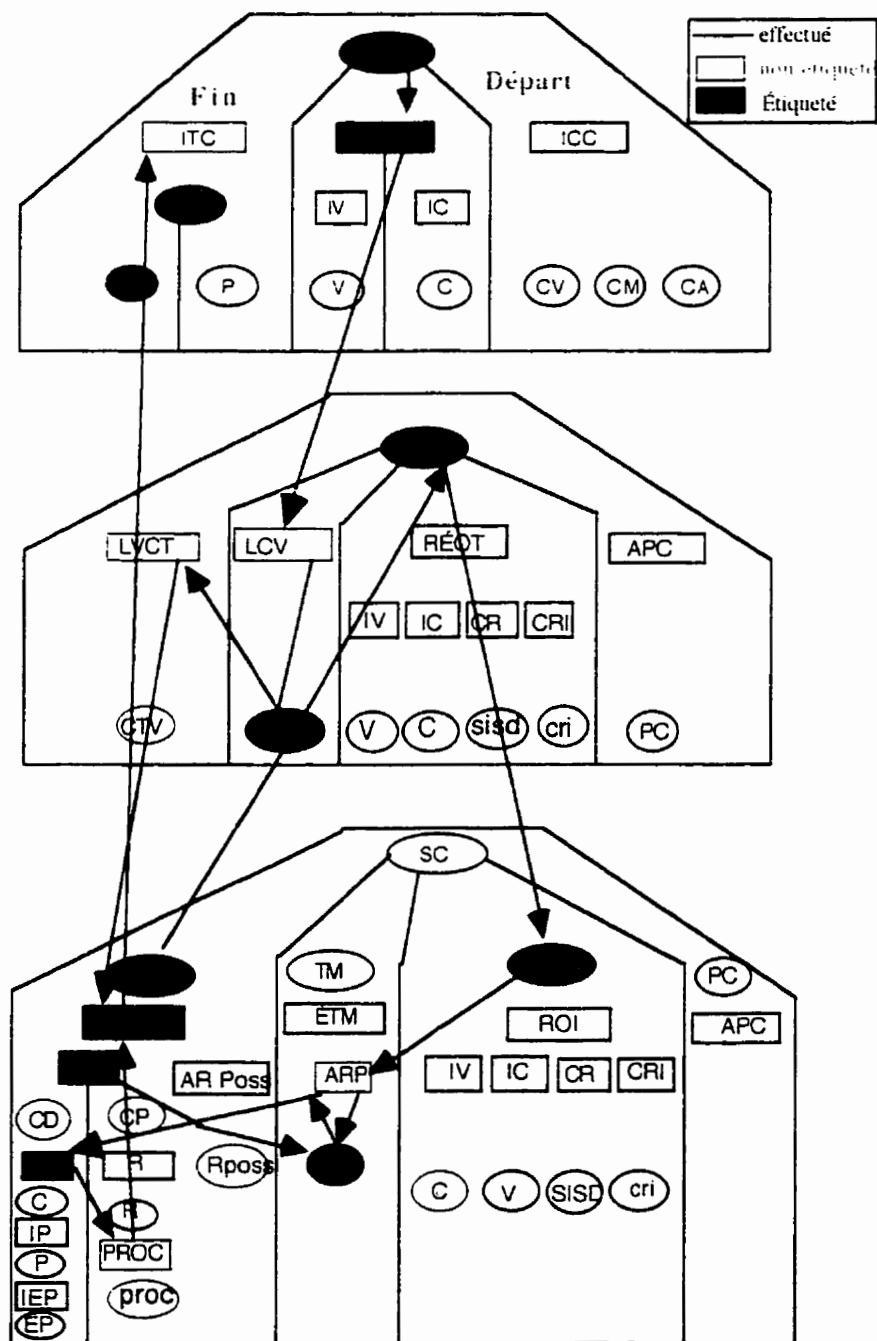 effectué
non étiqueté
Étiqueté
Fin
Départ
ITC
ICC
IV
IC
P
V
C
CV
CM
CA
LVCT
LCV
RÉOT
APC
IV
IC
CR
CRI
CTV
V
C
sisd
cri
PC
SC
TM
PC
ÉTM
ROI
APC
AR Poss
ARP
IV
IC
CR
CRI
CD
CP
R
Rposs
C
V
SISD
cri
C
R
IP
PROC
P
proc
IEP
ÉP